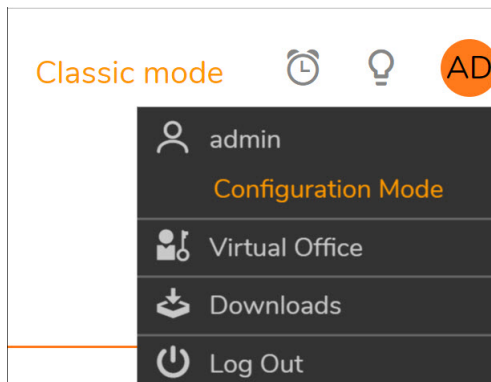 Classic mode
AD
admin
Configuration Mode
Virtual Office
Downloads
Log Out